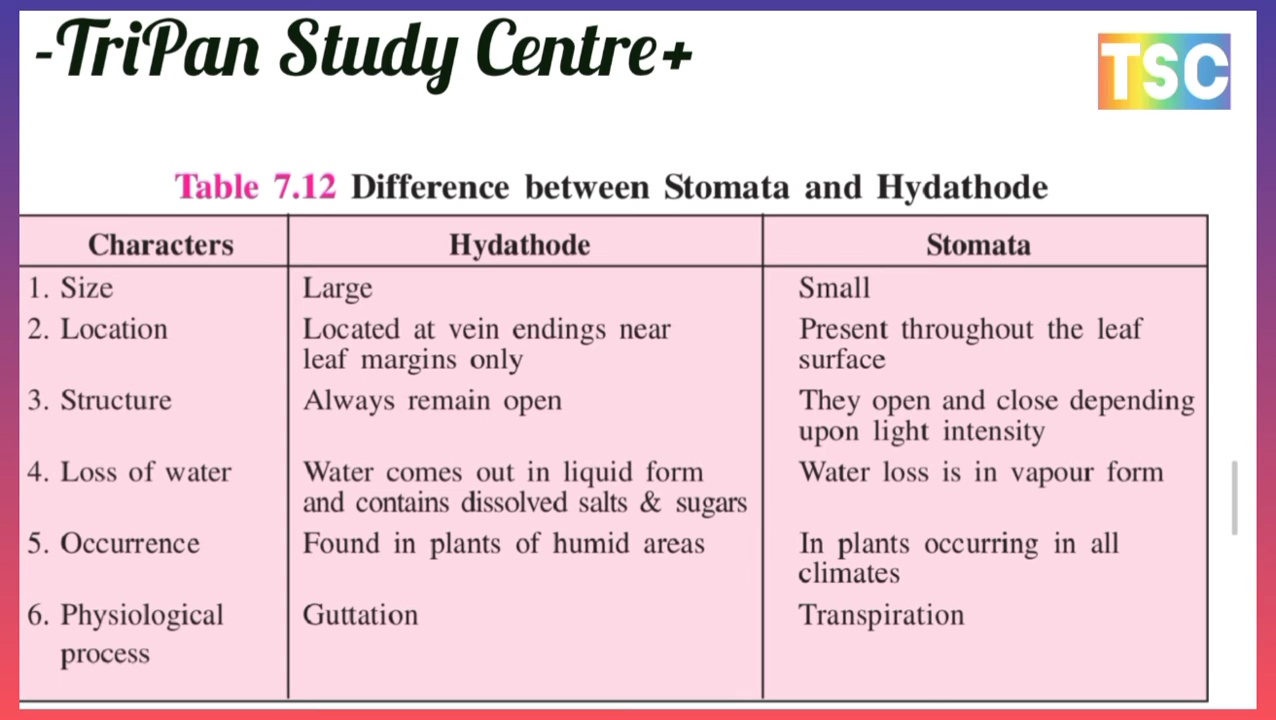 -TriPan Study Centre+
TSC
Table 7.12 Difference between Stomata and Hydathode
Characters Hydathode Stomata
1. Size Large Small
2. Location Located at vein endings near Present throughout the leaf
leaf margins only surface
3. Structure Always remain open They open and close depending
upon light intensity
4. Loss of water Water comes out in liquid form Water loss is in vapour form
and contains dissolved salts & sugars
5. Occurrence Found in plants of humid areas In plants occurring in all
climates
6. Physiological Guttation Transpiration
process